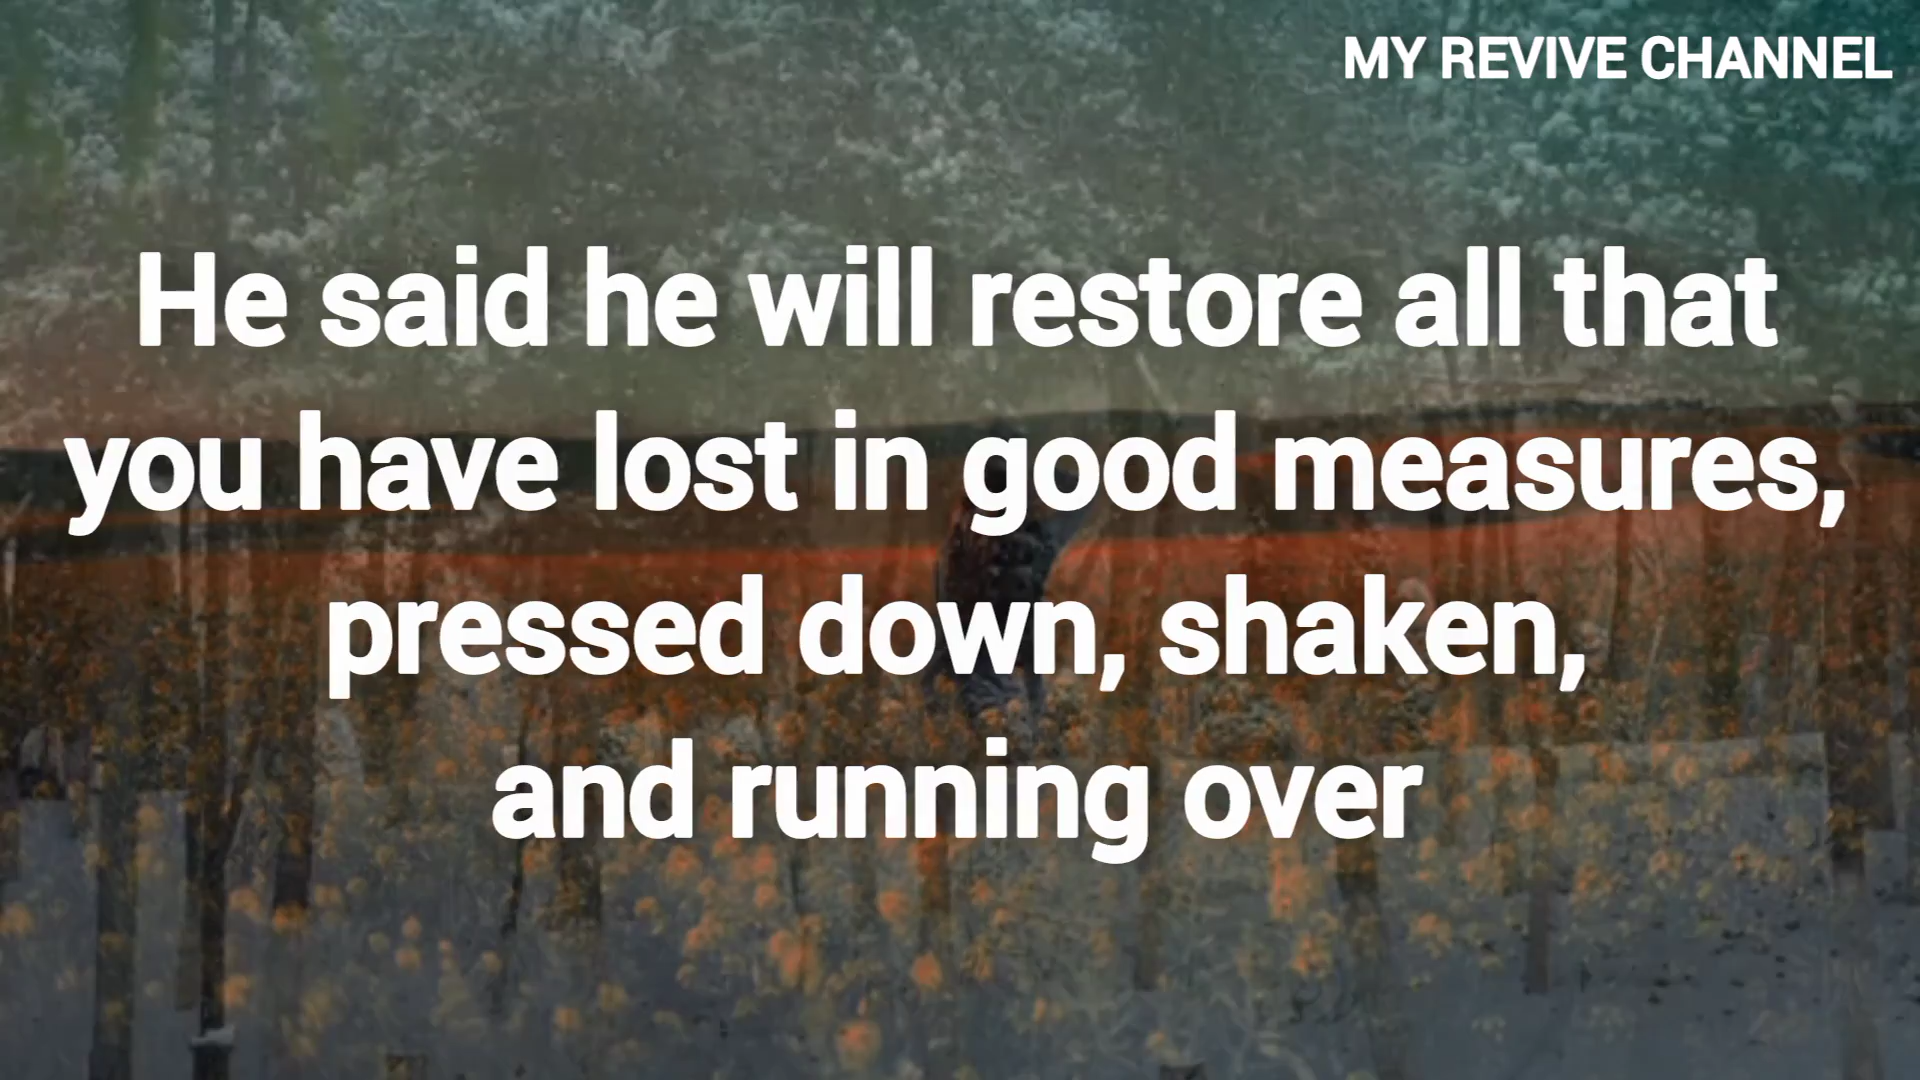 MY REVIVE CHANNEL
He said he will restore all that
you have lost in good measures,
pressed down, shaken,
and running over